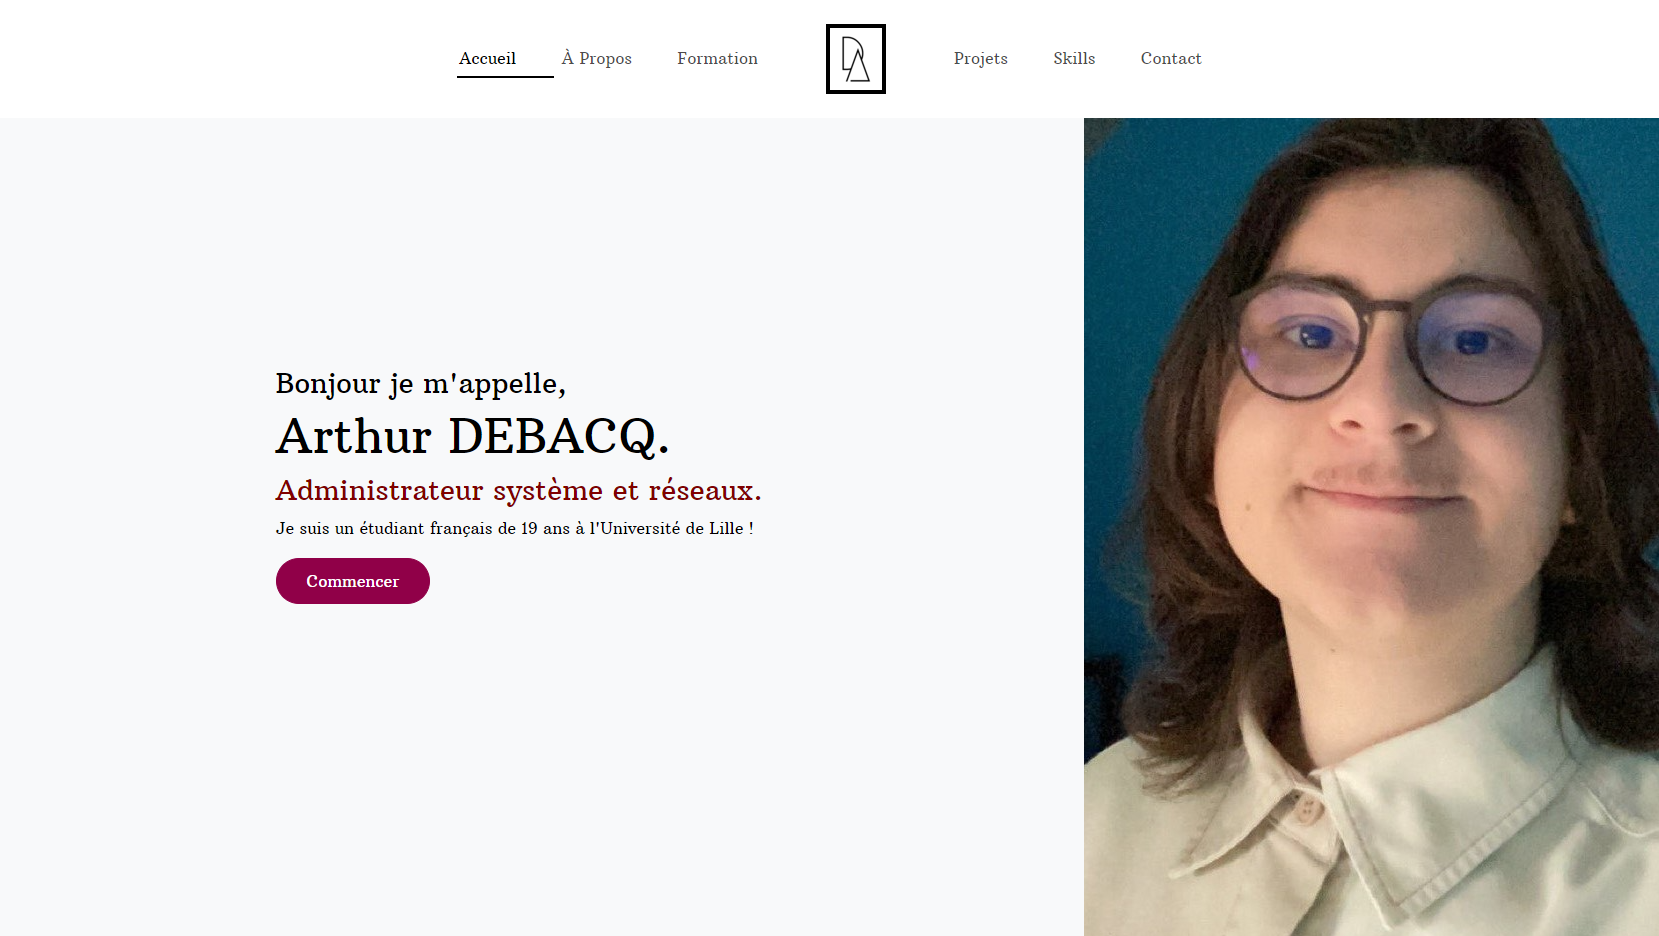 Accueil À Propos Formation DA Projets Skills Contact
Bonjour je m'appelle,
Arthur DEBACQ.
Administrateur système et réseaux.
Je suis un étudiant français de 19 ans à l'Université de Lille !
Commencer